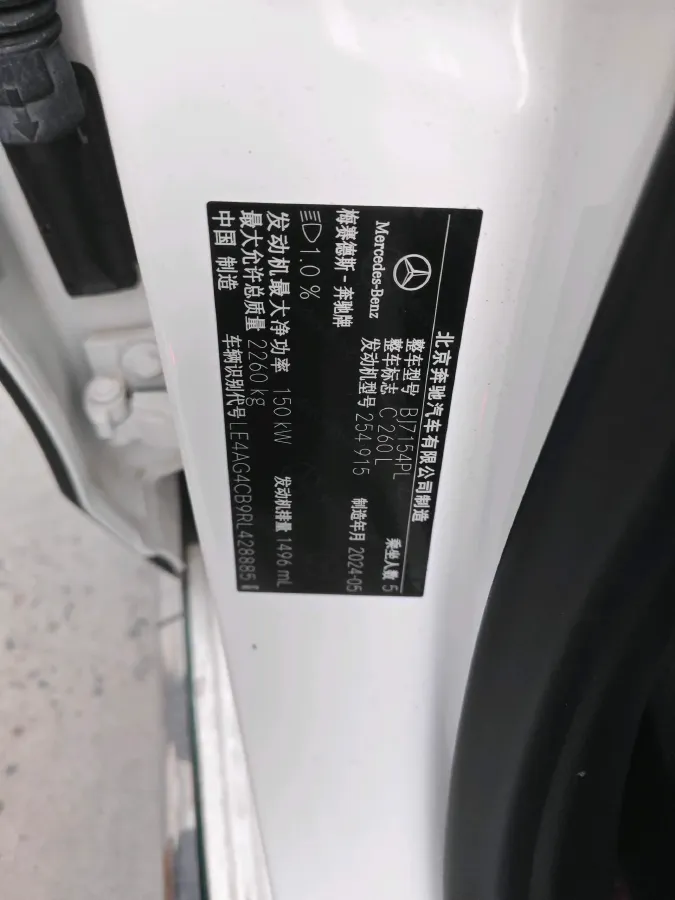 北京奔驰汽车有限公司制造
Mercedes-Benz
整车型号 BJ7154PL
乘坐人数 5
整车标志 C 260 L
梅赛德斯-奔驰牌
发动机型号 254 915
制造年月 2024-05
1.0 %
发动机最大净功率 150 kW
发动机排量 1496 mL
最大允许总质量 2260 kg
中国 制造
车辆识别代号 LE4AG4CB9RL428885